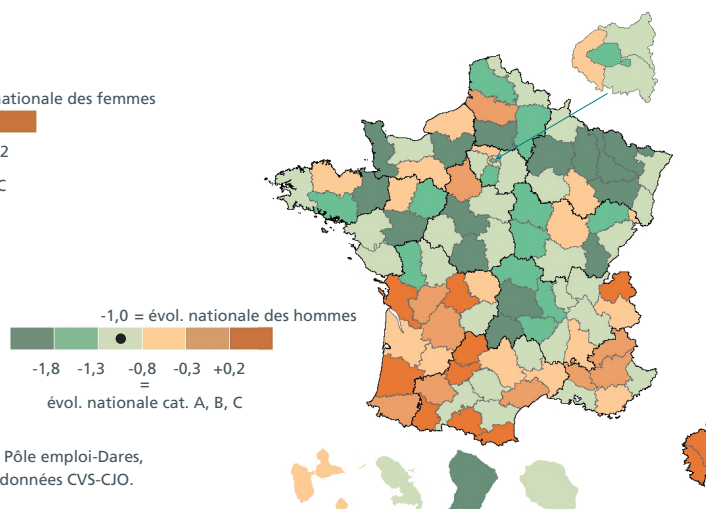 nationale des femmes
2
C
-1,0 = évol. nationale des hommes
-1,8 -1,3 -0,8 -0,3 +0,2
=
évol. nationale cat. A, B, C
Pôle emploi-Dares,
données CVS-CJO.